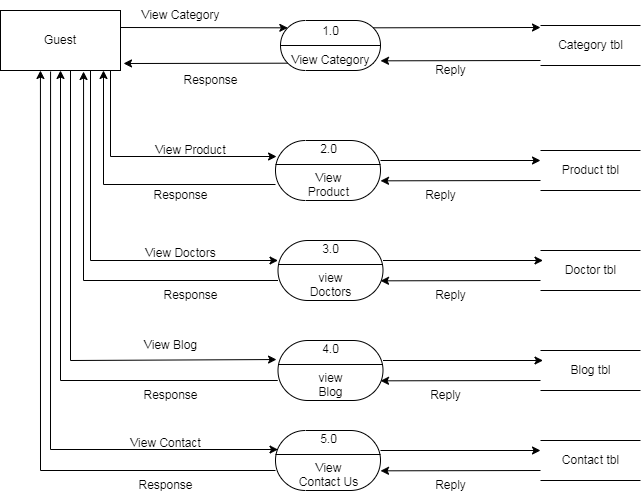 View Category
Guest
1.0
View Category
Category tbl
Response
Reply
View Product
2.0
View
Product
Product tbl
Response
Reply
View Doctors
3.0
view
Doctors
Doctor tbl
Response
Reply
View Blog
4.0
view
Blog
Blog tbl
Response
Reply
View Contact
5.0
View
Contact Us
Contact tbl
Response
Reply